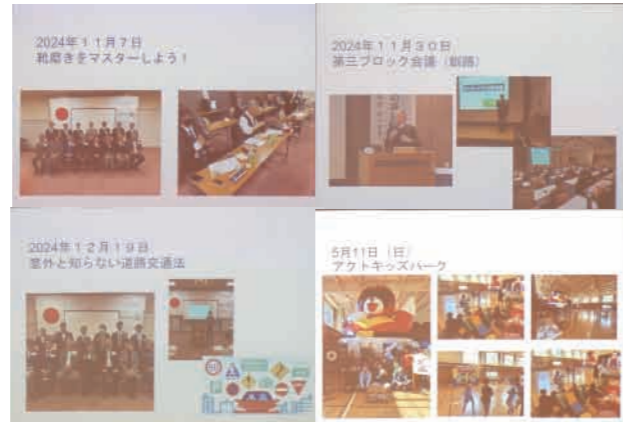 2024年11月7日
靴磨きをマスターしよう！
2024年11月30日
第三ブロック会議（釧路）
2024年12月19日
意外と知らない道路交通法
5月11日（日）
アクトキッズパーク